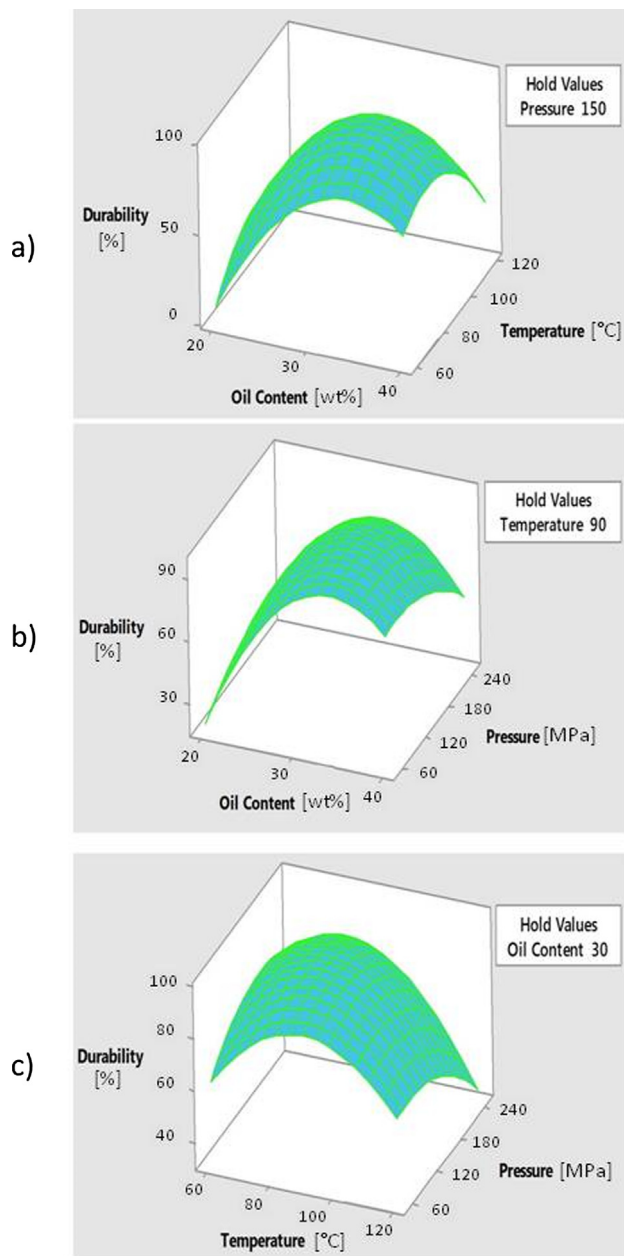 a)
Hold Values
Pressure 150
100
50
0
Durability
[%]
20
30
40
Oil Content [wt%]
60
80
100
120
Temperature [°C]
b)
Hold Values
Temperature 90
90
60
30
Durability
[%]
20
30
40
Oil Content [wt%]
60
120
180
240
Pressure [MPa]
c)
Hold Values
Oil Content 30
100
80
60
40
Durability
[%]
60
80
100
120
Temperature [°C]
60
120
180
240
Pressure [MPa]